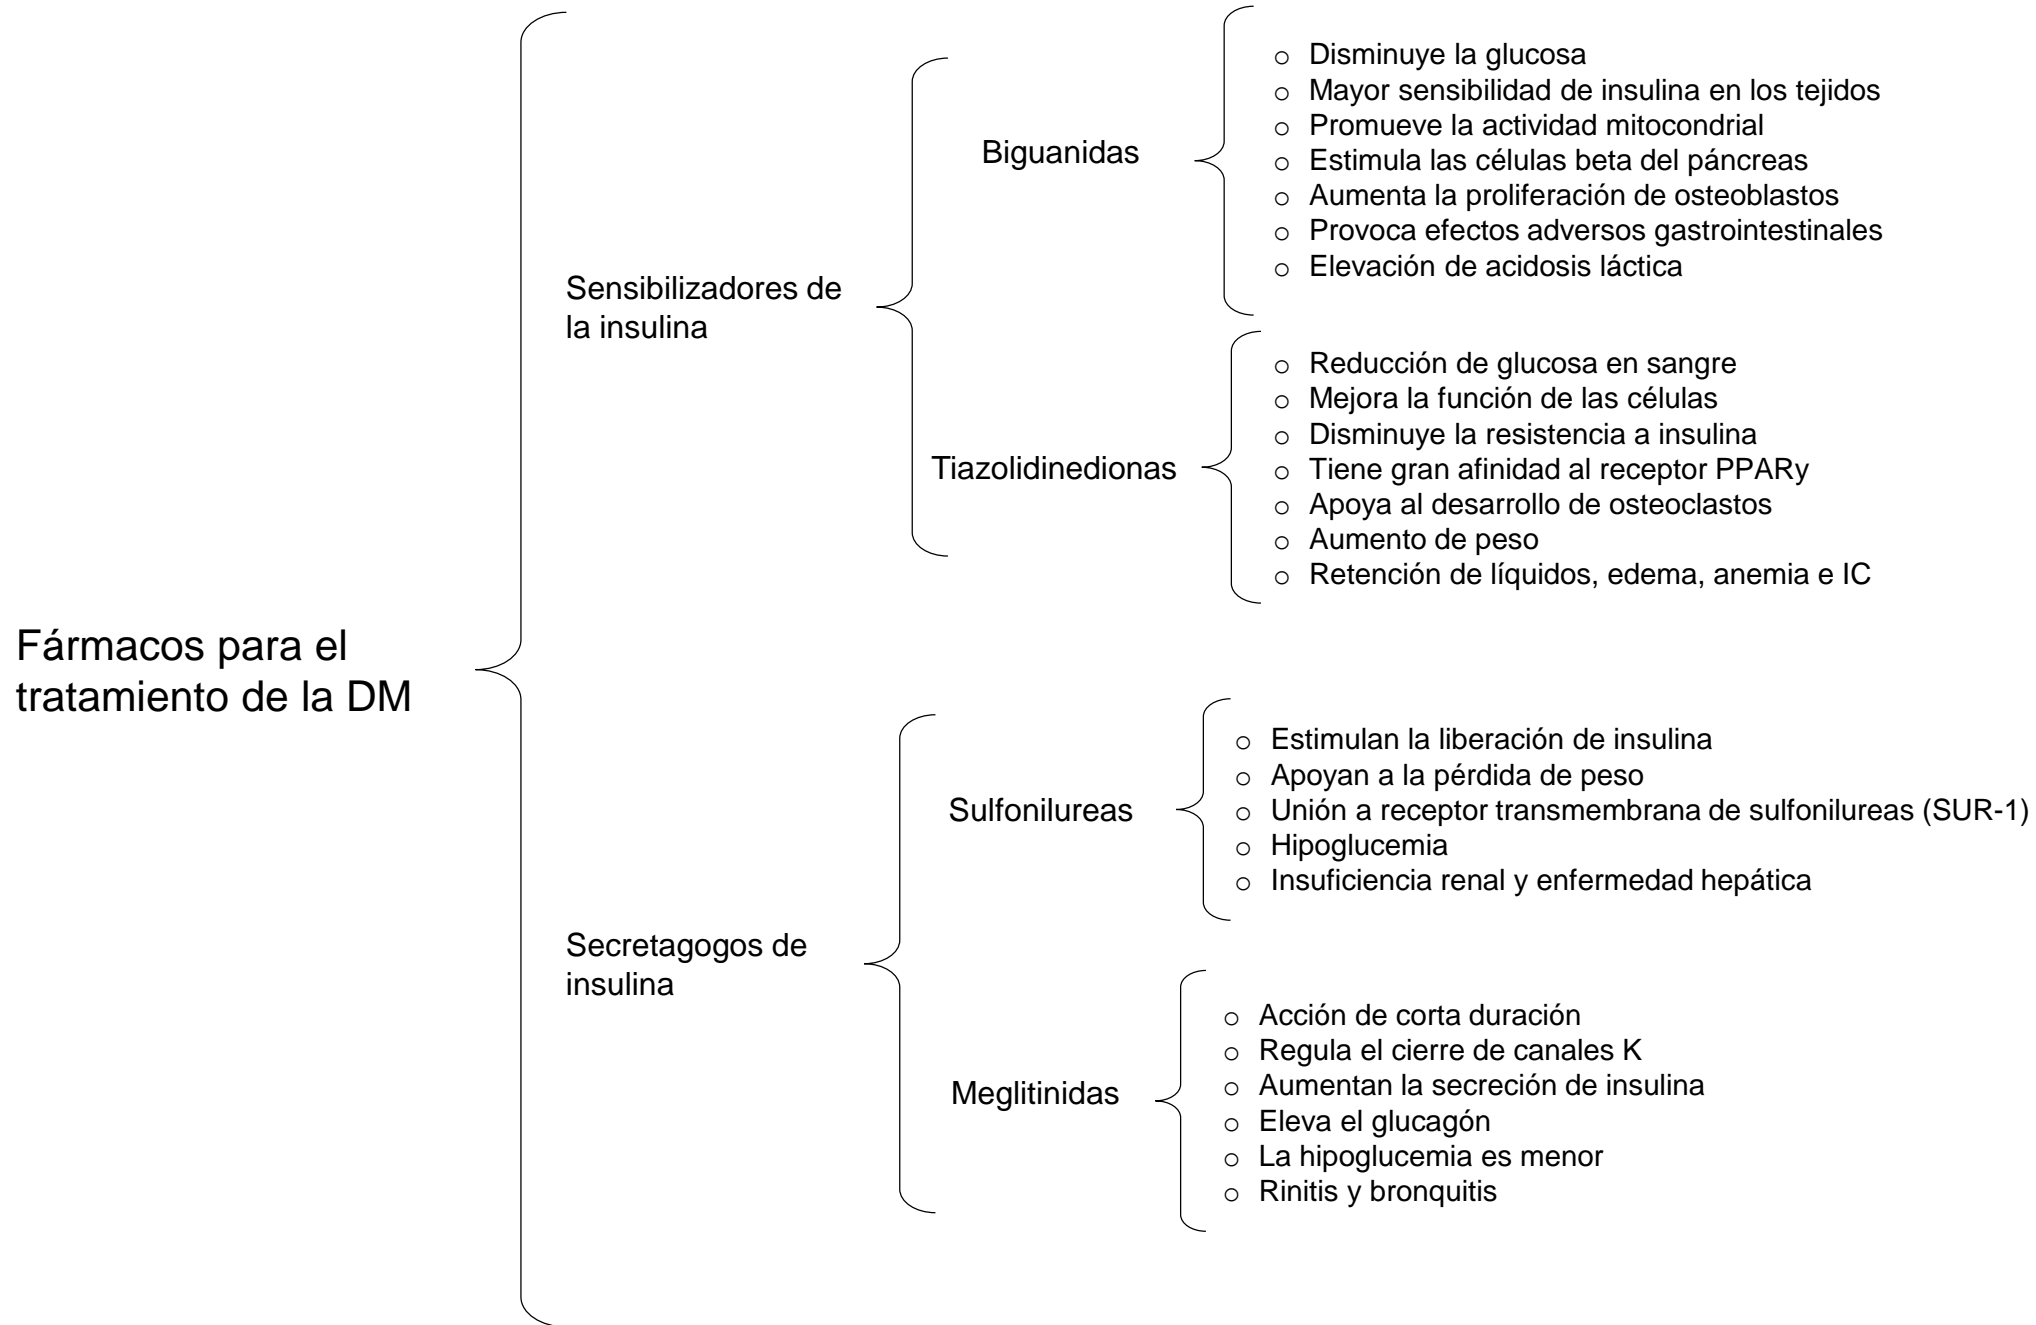 Fármacos para el
tratamiento de la DM
Sensibilizadores de
la insulina
Biguanidas
○ Disminuye la glucosa
○ Mayor sensibilidad de insulina en los tejidos
○ Promueve la actividad mitocondrial
○ Estimula las células beta del páncreas
○ Aumenta la proliferación de osteoblastos
○ Provoca efectos adversos gastrointestinales
○ Elevación de acidosis láctica
Tiazolidinedionas
○ Reducción de glucosa en sangre
○ Mejora la función de las células
○ Disminuye la resistencia a insulina
○ Tiene gran afinidad al receptor PPARy
○ Apoya al desarrollo de osteoclastos
○ Aumento de peso
○ Retención de líquidos, edema, anemia e IC
Secretagogos de
insulina
Sulfonilureas
○ Estimulan la liberación de insulina
○ Apoyan a la pérdida de peso
○ Unión a receptor transmembrana de sulfonilureas (SUR-1)
○ Hipoglucemia
○ Insuficiencia renal y enfermedad hepática
Meglitinidas
○ Acción de corta duración
○ Regula el cierre de canales K
○ Aumentan la secreción de insulina
○ Eleva el glucagón
○ La hipoglucemia es menor
○ Rinitis y bronquitis